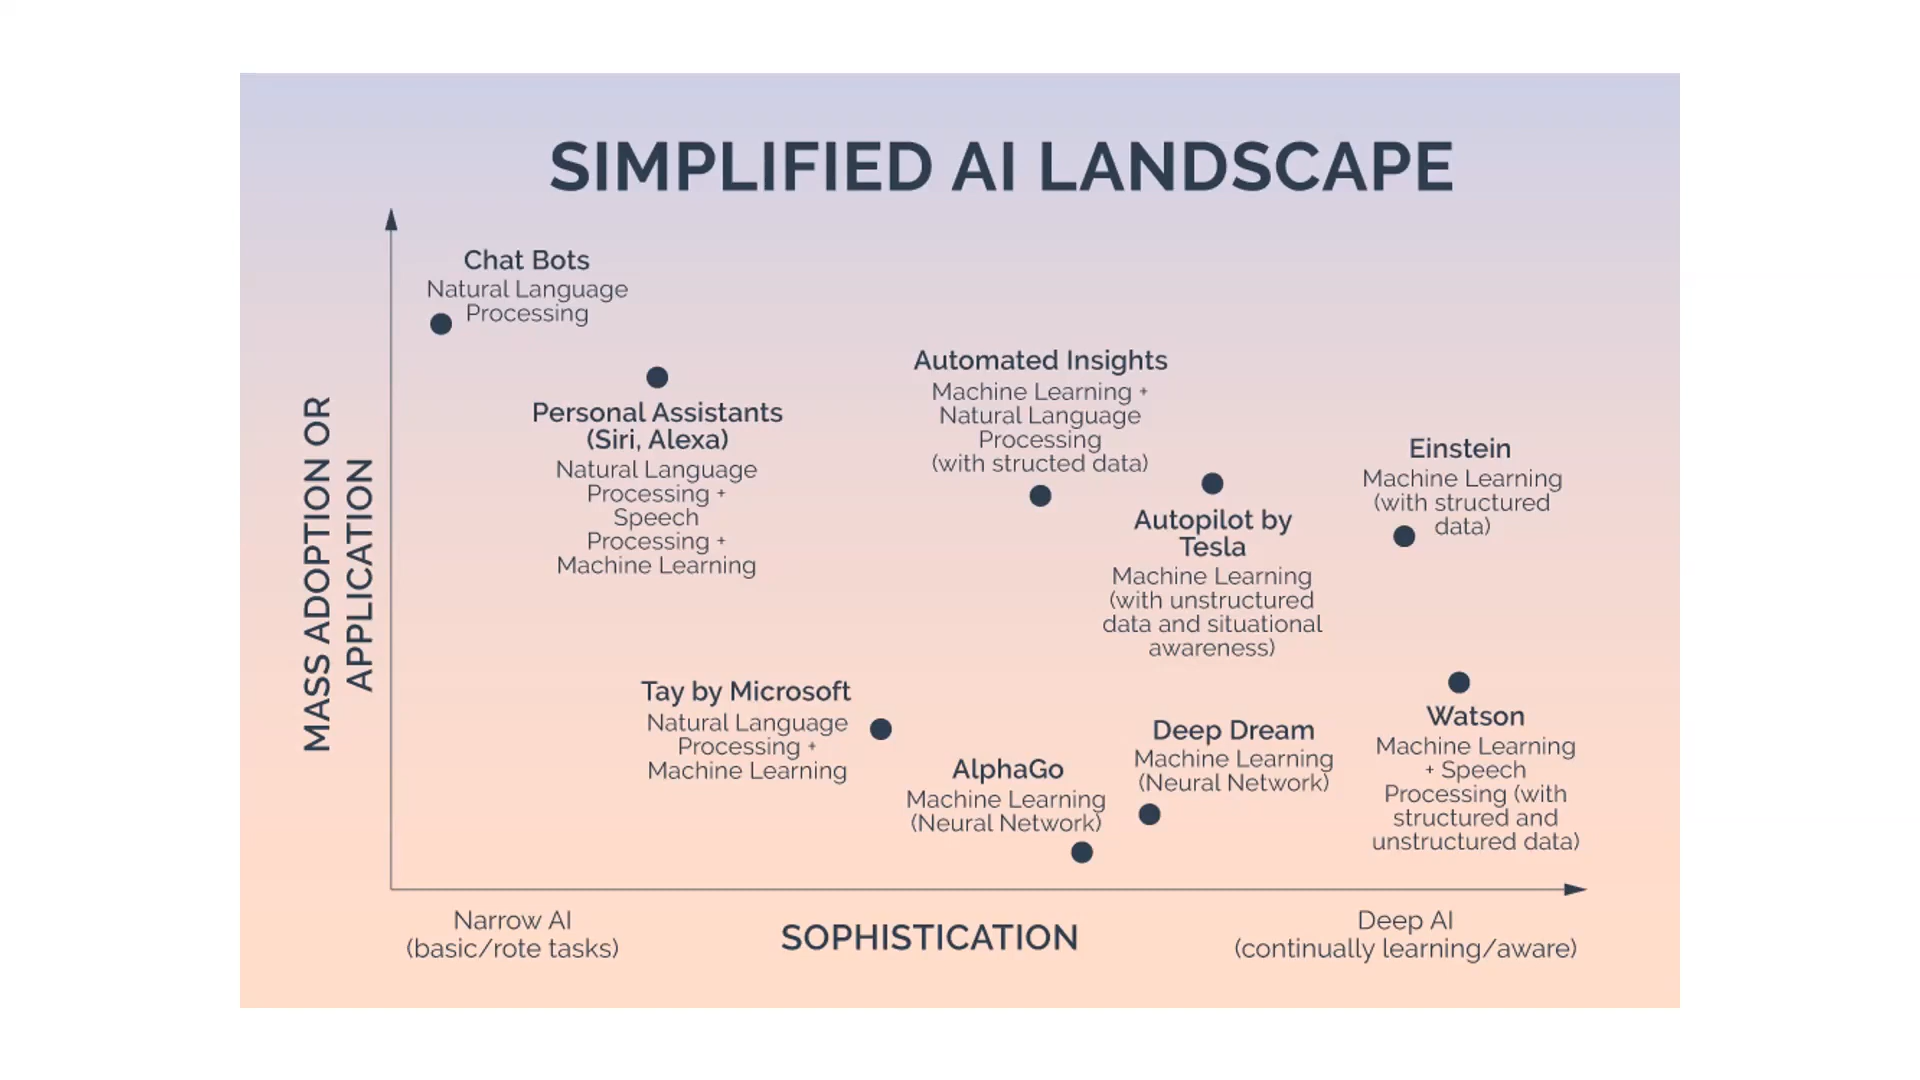 SIMPLIFIED AI LANDSCAPE
Chat Bots
Natural Language
Processing
Personal Assistants
(Siri, Alexa)
Natural Language
Processing +
Speech
Processing +
Machine Learning
Automated Insights
Machine Learning +
Natural Language
Processing
(with structed data)
Autopilot by
Tesla
Machine Learning
(with unstructured
data and situational
awareness)
Einstein
Machine Learning
(with structured
data)
Tay by Microsoft
Natural Language
Processing +
Machine Learning
AlphaGo
Machine Learning
(Neural Network)
Deep Dream
Machine Learning
(Neural Network)
Watson
Machine Learning
+ Speech
Processing (with
structured and
unstructured data)
MASS ADOPTION OR
APPLICATION
Narrow AI
(basic/rote tasks)
SOPHISTICATION
Deep AI
(continually learning/aware)